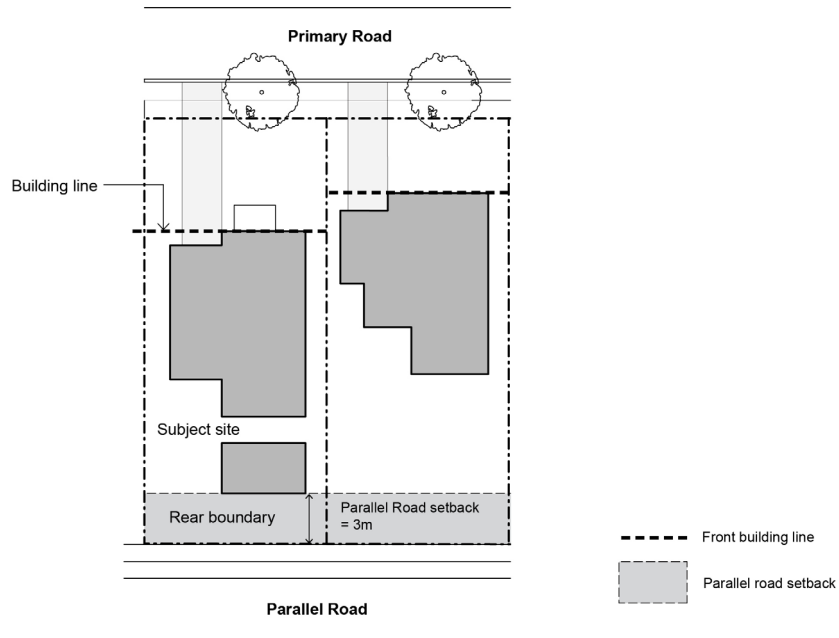 Primary Road
Building line
Subject site
Rear boundary
Parallel Road setback
= 3m
Front building line
Parallel road setback
Parallel Road